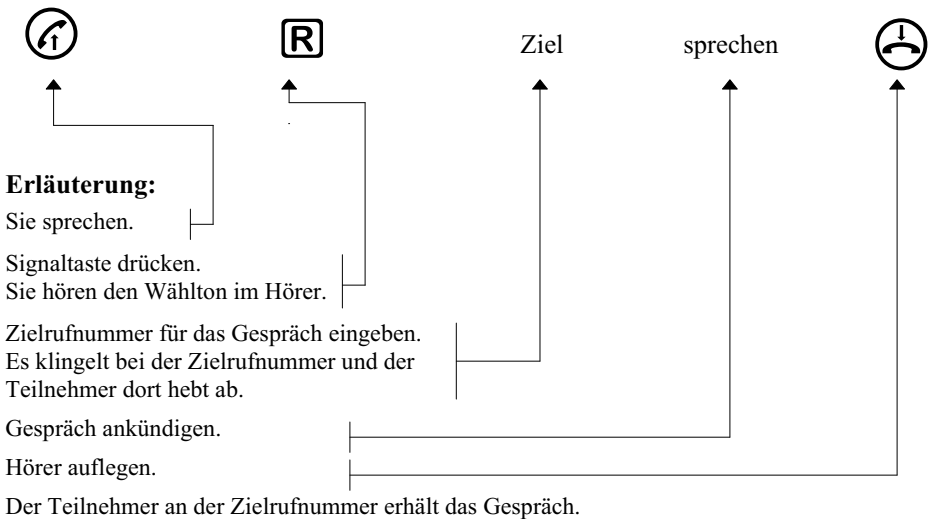 R Ziel sprechen
Erläuterung:
Sie sprechen.
Signaltaste drücken.
Sie hören den Wählton im Hörer.
Zielrufnummer für das Gespräch eingeben.
Es klingelt bei der Zielrufnummer und der
Teilnehmer dort hebt ab.
Gespräch ankündigen.
Hörer auflegen.
Der Teilnehmer an der Zielrufnummer erhält das Gespräch.